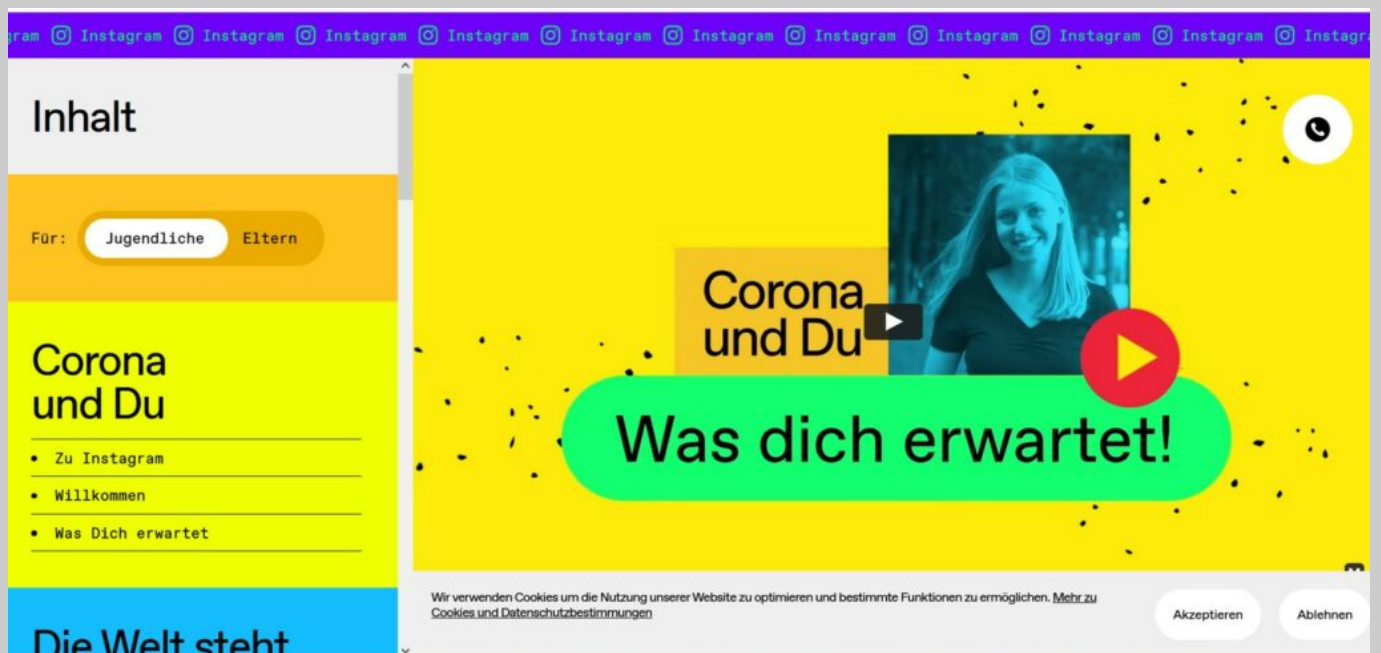 gram Instagram Instagram Instagram Instagram Instagram Instagram Instagram Instagram Instagram Instagram Instagr
Inhalt
Für: Jugendliche Eltern
Corona
und Du
• Zu Instagram
• Willkommen
• Was Dich erwartet
Die Welt steht
Corona
und Du
Was dich erwartet!
Wir verwenden Cookies um die Nutzung unserer Website zu optimieren und bestimmte Funktionen zu ermöglichen. Mehr zu
Cookies und Datenschutzbestimmungen
Akzeptieren Ablehnen